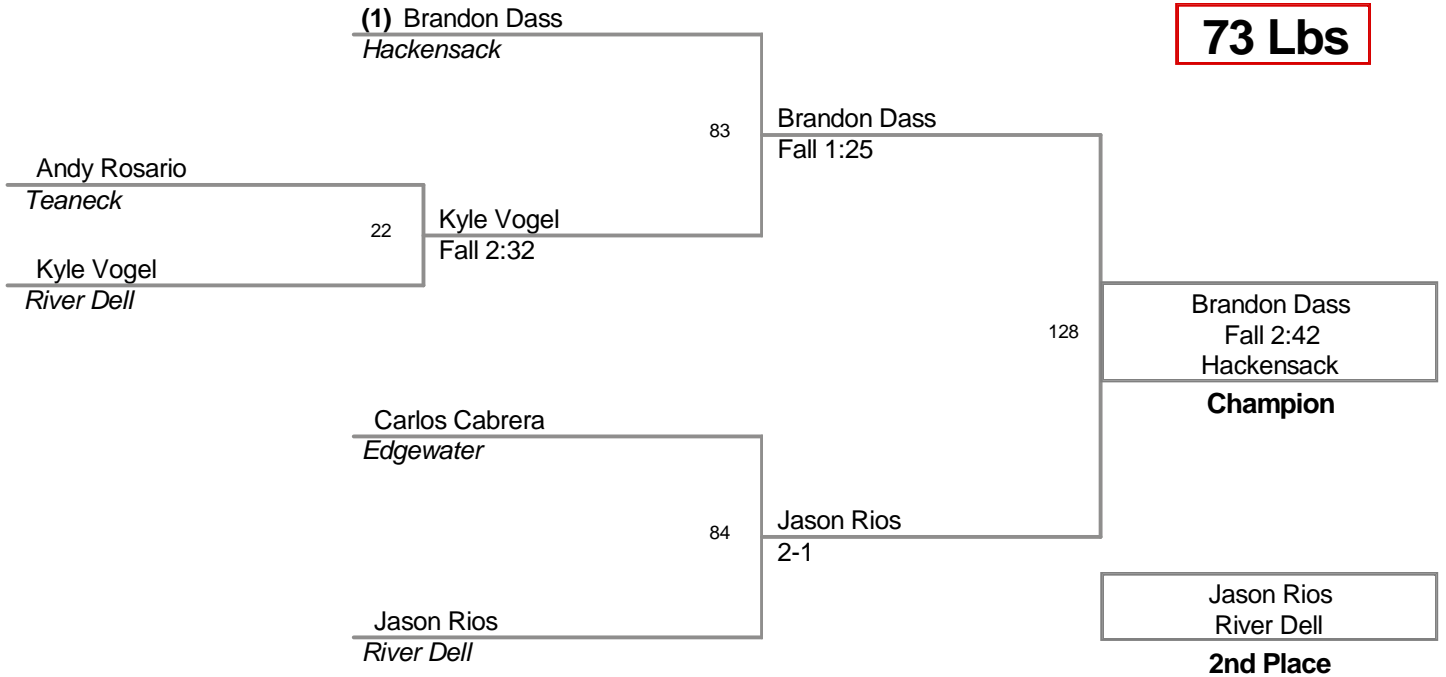 (1) Brandon Dass
Hackensack
73 Lbs
83
Brandon Dass
Fall 1:25
Andy Rosario
Teaneck
22
Kyle Vogel
Fall 2:32
Kyle Vogel
River Dell
128
Brandon Dass
Fall 2:42
Hackensack
Champion
Carlos Cabrera
Edgewater
84
Jason Rios
2-1
Jason Rios
River Dell
Jason Rios
River Dell
2nd Place